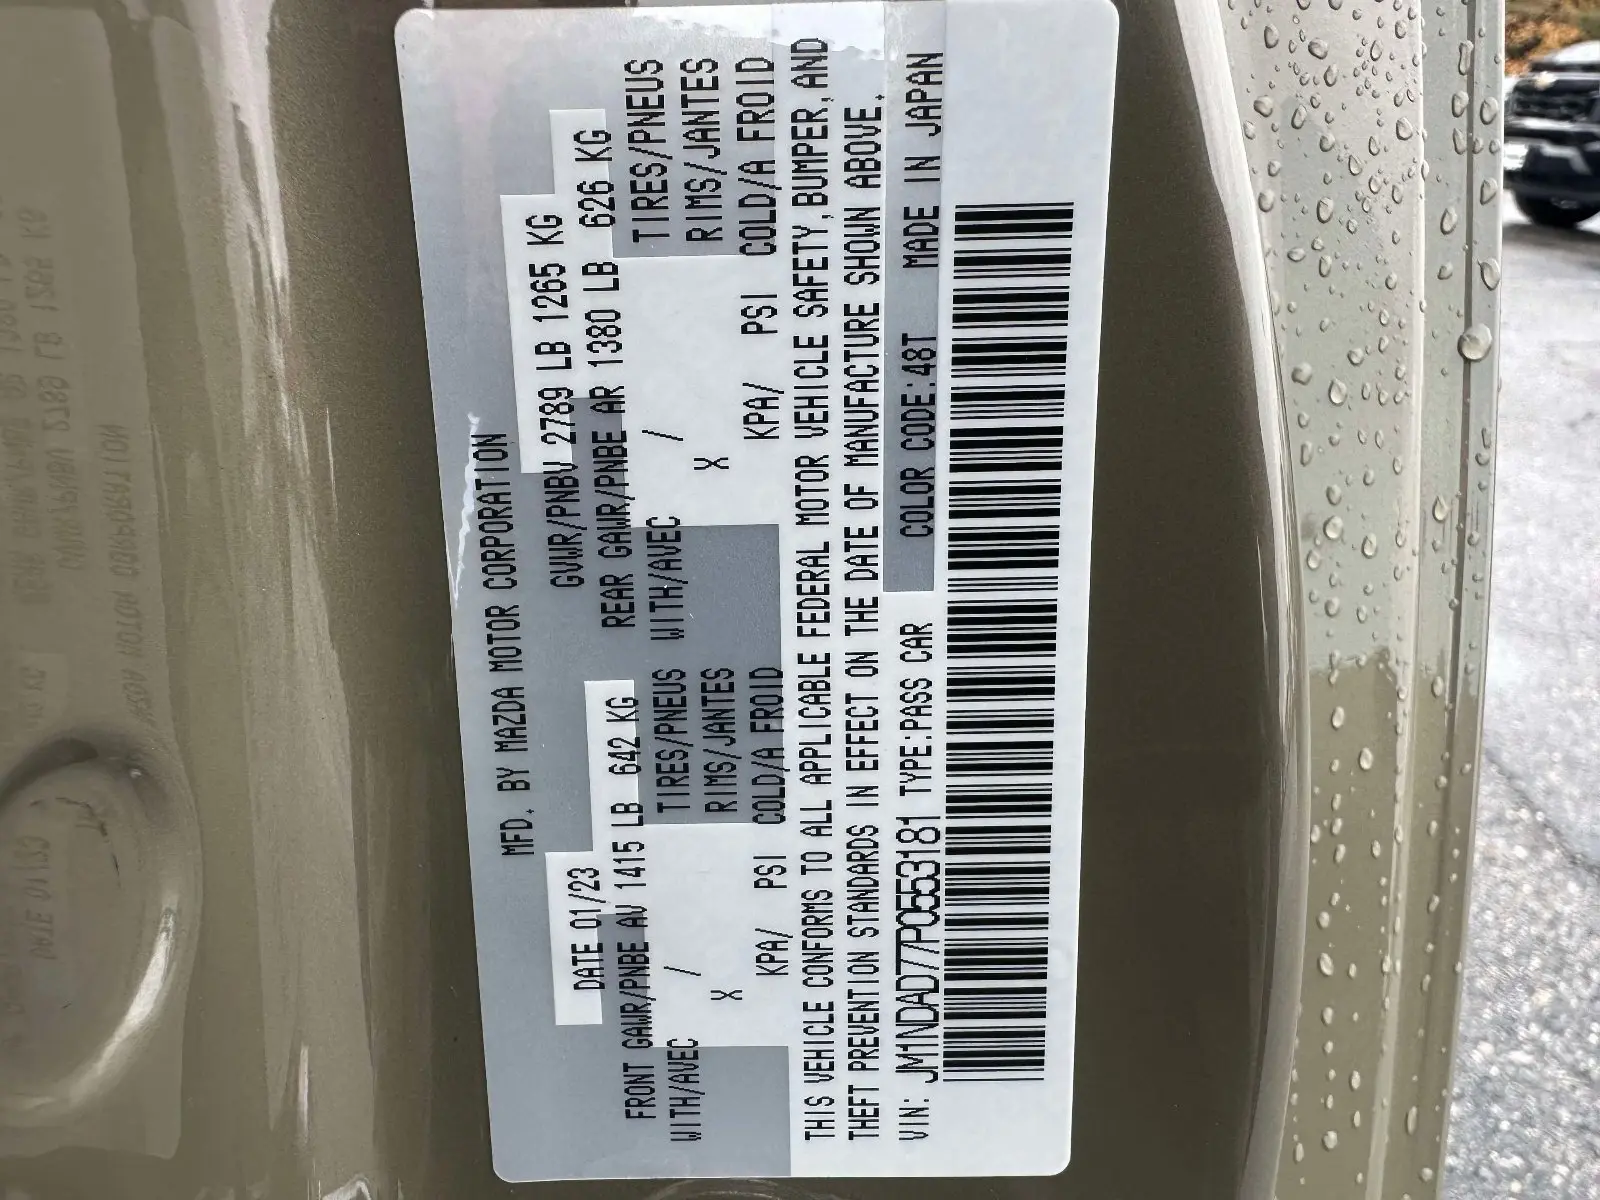 MFD. BY MAZDA MOTOR CORPORATION
DATE 01/23 GVWR/PNBV 2789 LB 1265 KG
FRONT GAWR/PNBE AV 1415 LB 642 KG REAR GAWR/PNBE AR 1380 LB 626 KG
WITH/AVEC / TIRES/PNEUS WITH/AVEC / TIRES/PNEUS
X RIMS/JANTES X RIMS/JANTES
KPA/ PSI COLD/A FROID KPA/ PSI COLD/A FROID
THIS VEHICLE CONFORMS TO ALL APPLICABLE FEDERAL MOTOR VEHICLE SAFETY, BUMPER, AND
THEFT PREVENTION STANDARDS IN EFFECT ON THE DATE OF MANUFACTURE SHOWN ABOVE.
VIN: JM1NDAD77P0553181 TYPE:PASS CAR COLOR CODE:48T MADE IN JAPAN